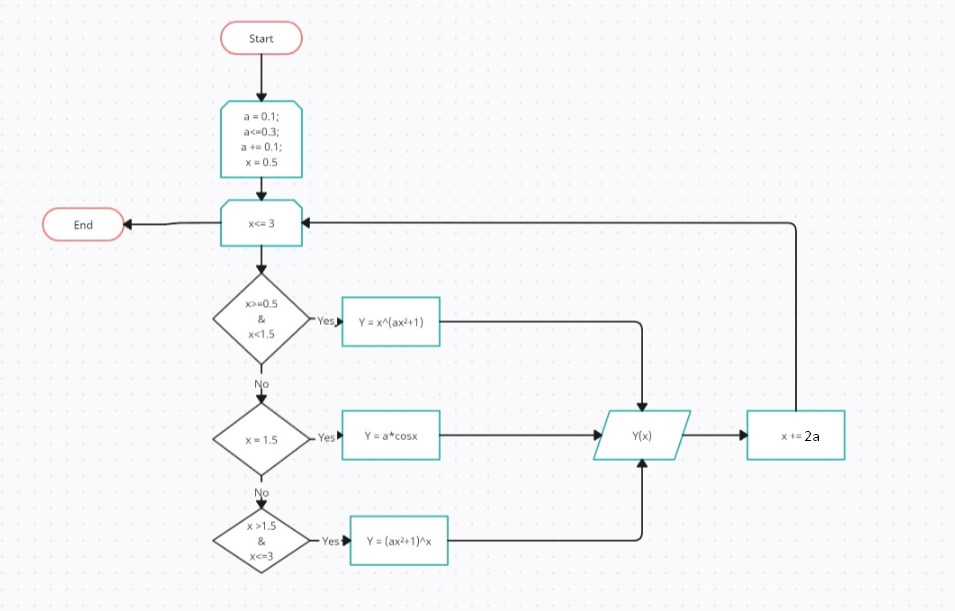 Start
a = 0.1;
a<=0.3;
a += 0.1;
x = 0.5
x<= 3
End
x>=0.5
&
x<1.5
Yes
Y = x^(ax²+1)
No
x = 1.5
Yes
Y = a*cosx
Y(x)
x += 2a
No
x >1.5
&
x<=3
Yes
Y = (ax²+1)^x